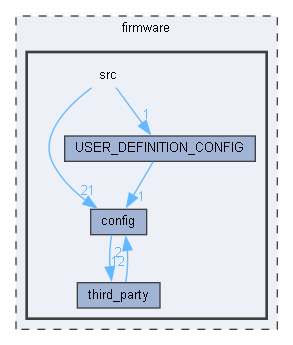 firmware
src
1
USER_DEFINITION_CONFIG
21
1
config
2
12
third_party